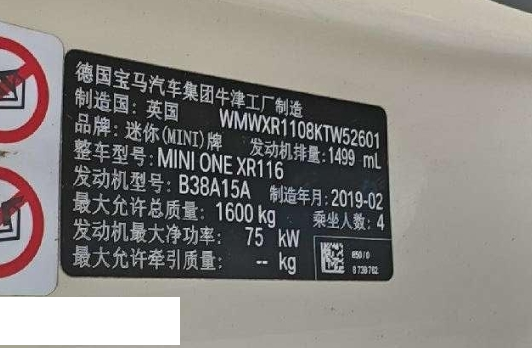 德国宝马汽车集团牛津工厂制造
制造国：英国 WMWXR1108KTW52601
品牌：迷你(MINI)牌 发动机排量：1499 mL
整车型号：MINI ONE XR116
发动机型号：B38A15A 制造年月：2019-02
最大允许总质量：1600 kg 乘坐人数：4
发动机最大净功率：75 kW
最大允许牵引质量：-- kg